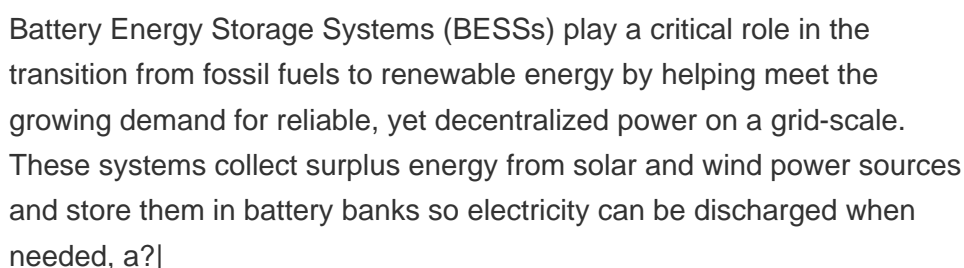 Battery Energy Storage Systems (BESSs) play a critical role in the
transition from fossil fuels to renewable energy by helping meet the
growing demand for reliable, yet decentralized power on a grid-scale.
These systems collect surplus energy from solar and wind power sources
and store them in battery banks so electricity can be discharged when
needed, a?|